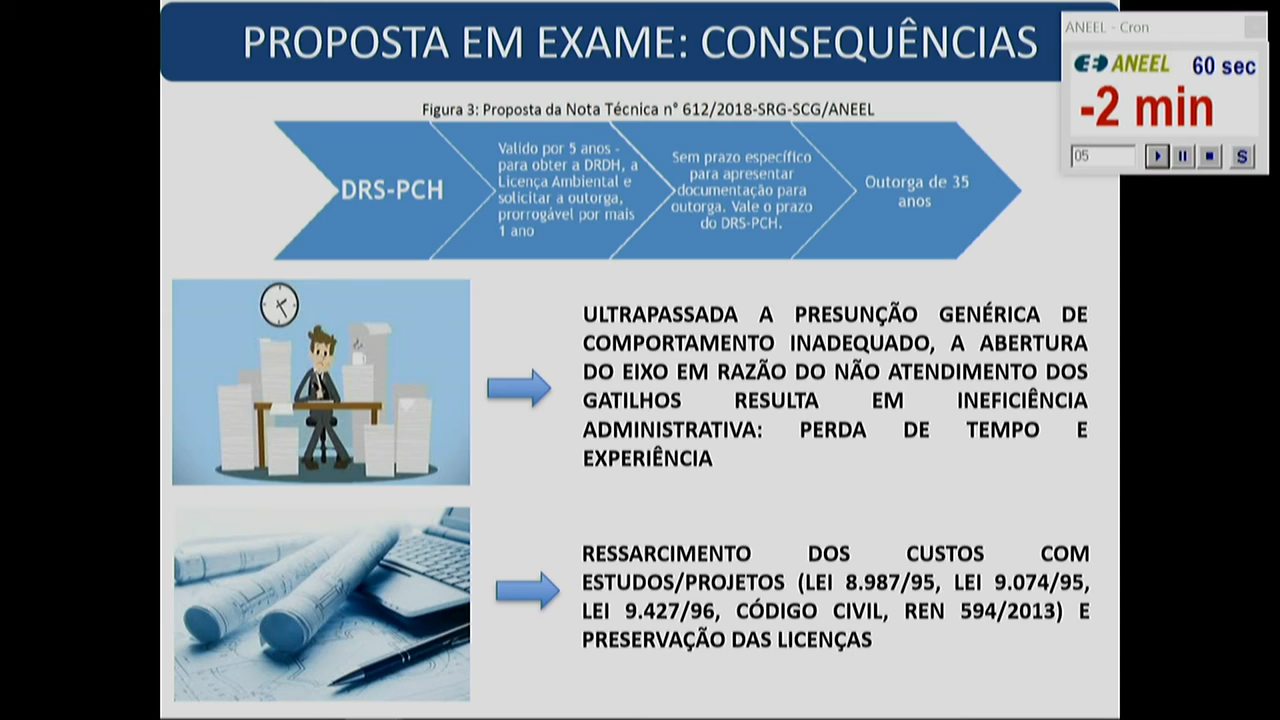 PROPOSTA EM EXAME: CONSEQUÊNCIAS
ANEEL - Cron
ANEEL 60 sec
-2 min
05
S
Figura 3: Proposta da Nota Técnica n° 612/2018-SRG-SCG/ANEEL
DRS-PCH
Valido por 5 anos -
para obter a DRDH, a
Licença Ambiental e
solicitar a outorga,
prorrogável por mais
1 ano
Sem prazo específico
para apresentar
documentação para
outorga. Vale o prazo
do DRS-PCH.
Outorga de 35
anos
ULTRAPASSADA A PRESUNÇÃO GENÉRICA DE
COMPORTAMENTO INADEQUADO, A ABERTURA
DO EIXO EM RAZÃO DO NÃO ATENDIMENTO DOS
GATILHOS RESULTA EM INEFICIÊNCIA
ADMINISTRATIVA: PERDA DE TEMPO E
EXPERIÊNCIA
RESSARCIMENTO DOS CUSTOS COM
ESTUDOS/PROJETOS (LEI 8.987/95, LEI 9.074/95,
LEI 9.427/96, CÓDIGO CIVIL, REN 594/2013) E
PRESERVAÇÃO DAS LICENÇAS